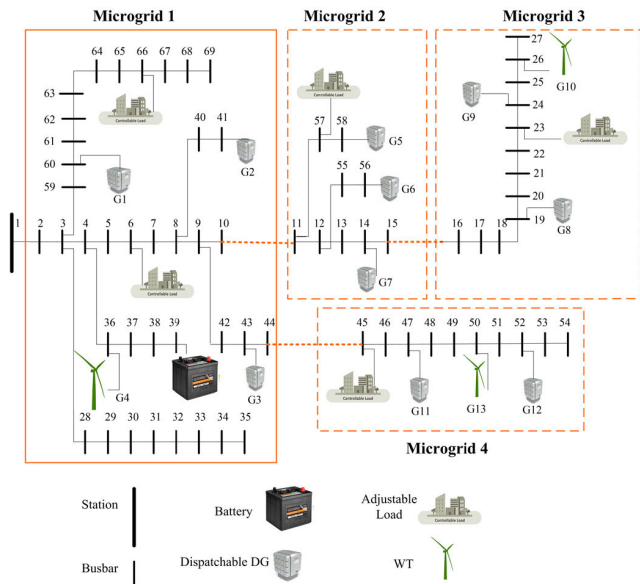 Microgrid 1
Microgrid 2
Microgrid 3
64 65 66 67 68 69
27
26
25
24
23
22
21
20
19
G10
G9
Controllable Load
G8
63
62
61
60
59
Controllable Load
G1
40 41
G2
Controllable Load
57 58
G5
55 56
G6
1
2 3 4 5 6 7 8 9 10
11 12 13 14 15
16 17 18
G7
Controllable Load
36 37 38 39
42 43 44
G4
G3
45 46 47 48 49 50 51 52 53 54
Controllable Load
G11
G13
G12
28 29 30 31 32 33 34 35
Microgrid 4
Station
Battery
Adjustable
Load
Controllable Load
Busbar
Dispatchable DG
WT